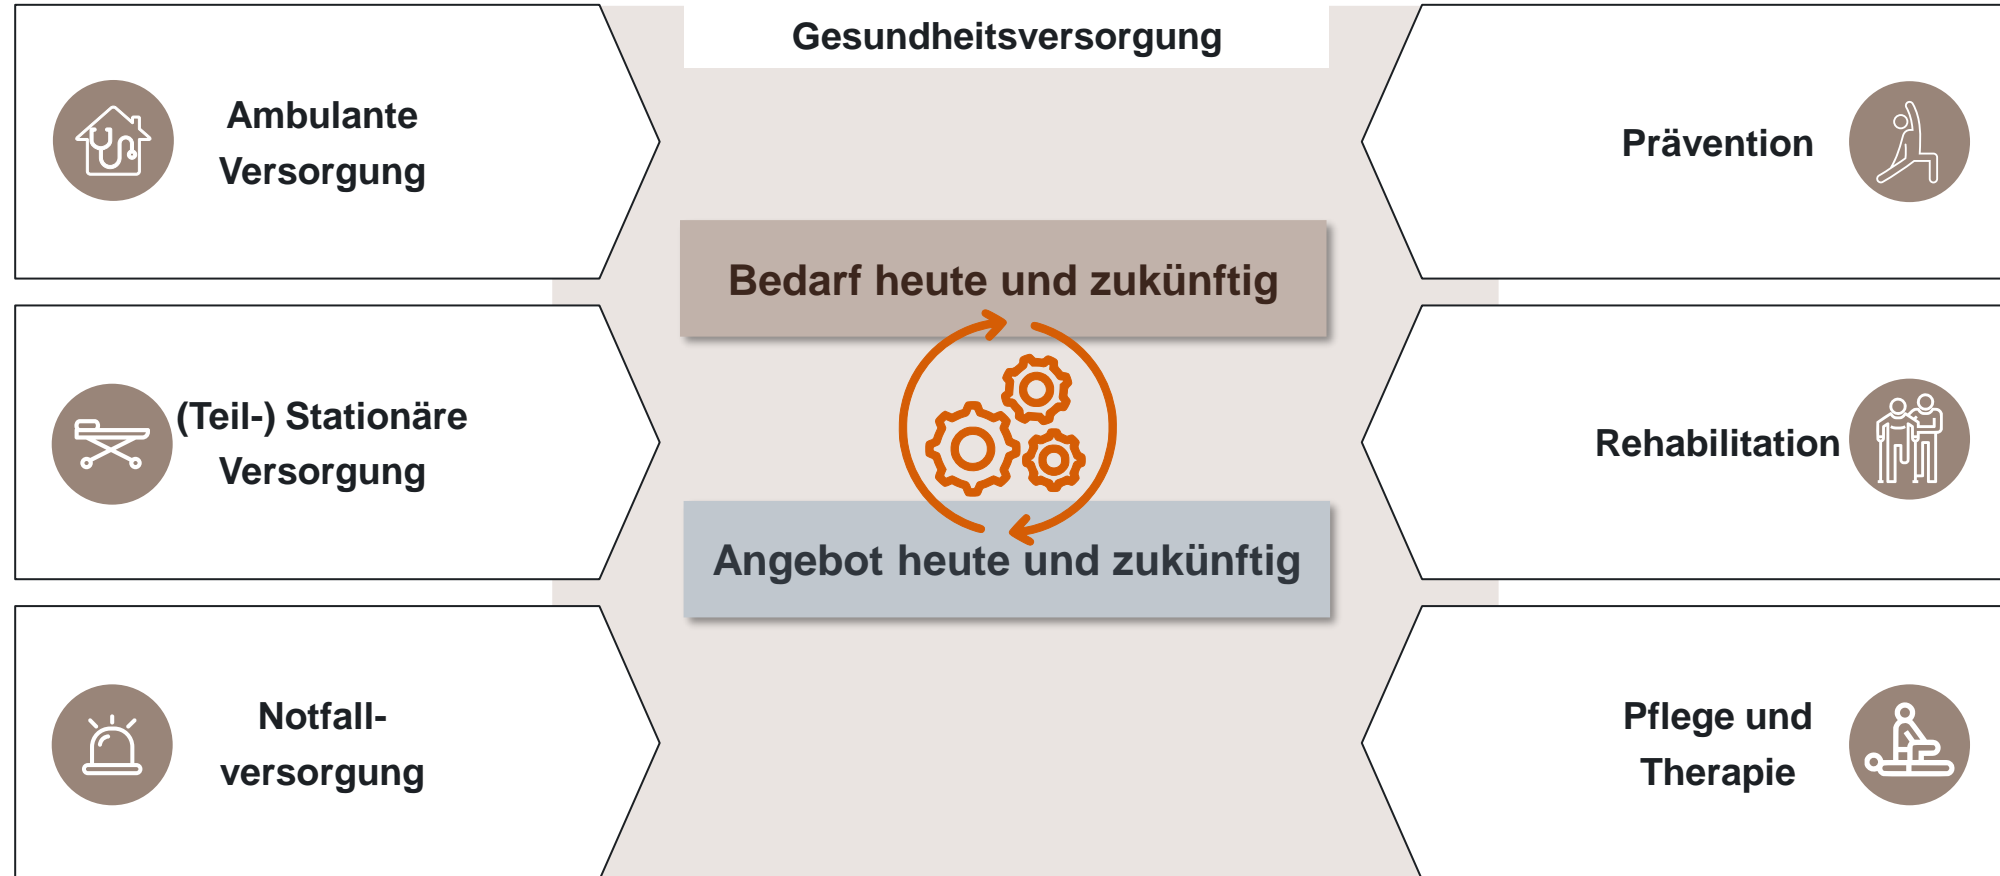 Gesundheitsversorgung
Ambulante
Versorgung
(Teil-) Stationäre
Versorgung
Notfall-
versorgung
Bedarf heute und zukünftig
Angebot heute und zukünftig
Prävention
Rehabilitation
Pflege und
Therapie